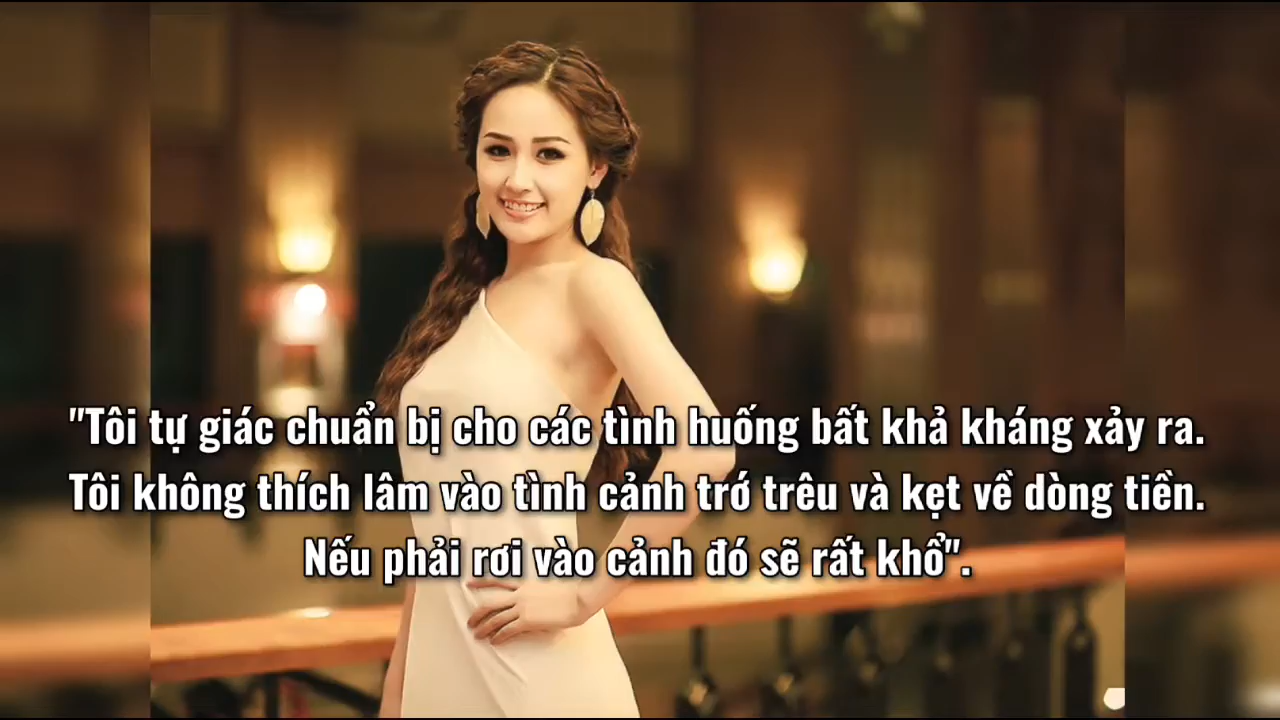 "Tôi tự giác chuẩn bị cho các tình huống bất khả kháng xảy ra.
Tôi không thích lâm vào tình cảnh trớ trêu và kẹt về dòng tiền.
Nếu phải rơi vào cảnh đó sẽ rất khổ".